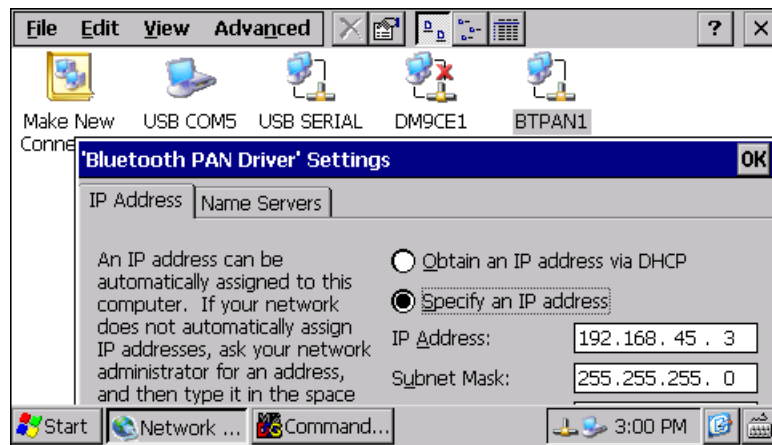 File Edit View Advanced ? ×
Make New Conne
USB COM5
USB SERIAL
DM9CE1
BTPAN1
'Bluetooth PAN Driver' Settings OK
IP Address Name Servers
An IP address can be
automatically assigned to this
computer. If your network
does not automatically assign
IP addresses, ask your network
administrator for an address,
and then type it in the space
Obtain an IP address via DHCP
Specify an IP address
IP Address: 192.168. 45 . 3
Subnet Mask: 255.255.255. 0
Start Network ... Command... 3:00 PM